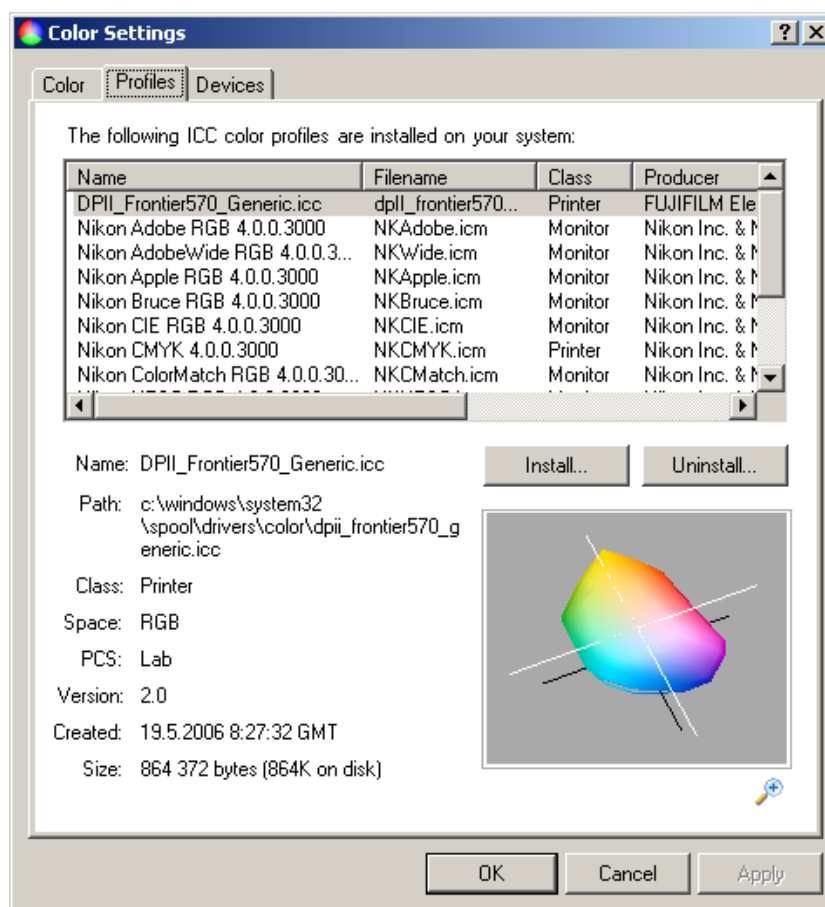 Color Settings
Color Profiles Devices
The following ICC color profiles are installed on your system:
Name Filename Class Producer
DPII_Frontier570_Generic.icc dpII_frontier570... Printer FUJIFILM Ele
Nikon Adobe RGB 4.0.0.3000 NKAdobe.icm Monitor Nikon Inc. & N
Nikon AdobeWide RGB 4.0.0.3... NKWide.icm Monitor Nikon Inc. & N
Nikon Apple RGB 4.0.0.3000 NKApple.icm Monitor Nikon Inc. & N
Nikon Bruce RGB 4.0.0.3000 NKBruce.icm Monitor Nikon Inc. & N
Nikon CIE RGB 4.0.0.3000 NKCIE.icm Monitor Nikon Inc. & N
Nikon CMYK 4.0.0.3000 NKCMYK.icm Printer Nikon Inc. & N
Nikon ColorMatch RGB 4.0.0.30... NKCMatch.icm Monitor Nikon Inc. & N
Name: DPII_Frontier570_Generic.icc
Install... Uninstall...
Path: c:\windows\system32
\spool\drivers\color\dpii_frontier570_g
eneric.icc
Class: Printer
Space: RGB
PCS: Lab
Version: 2.0
Created: 19.5.2006 8:27:32 GMT
Size: 864 372 bytes (864K on disk)
OK Cancel Apply